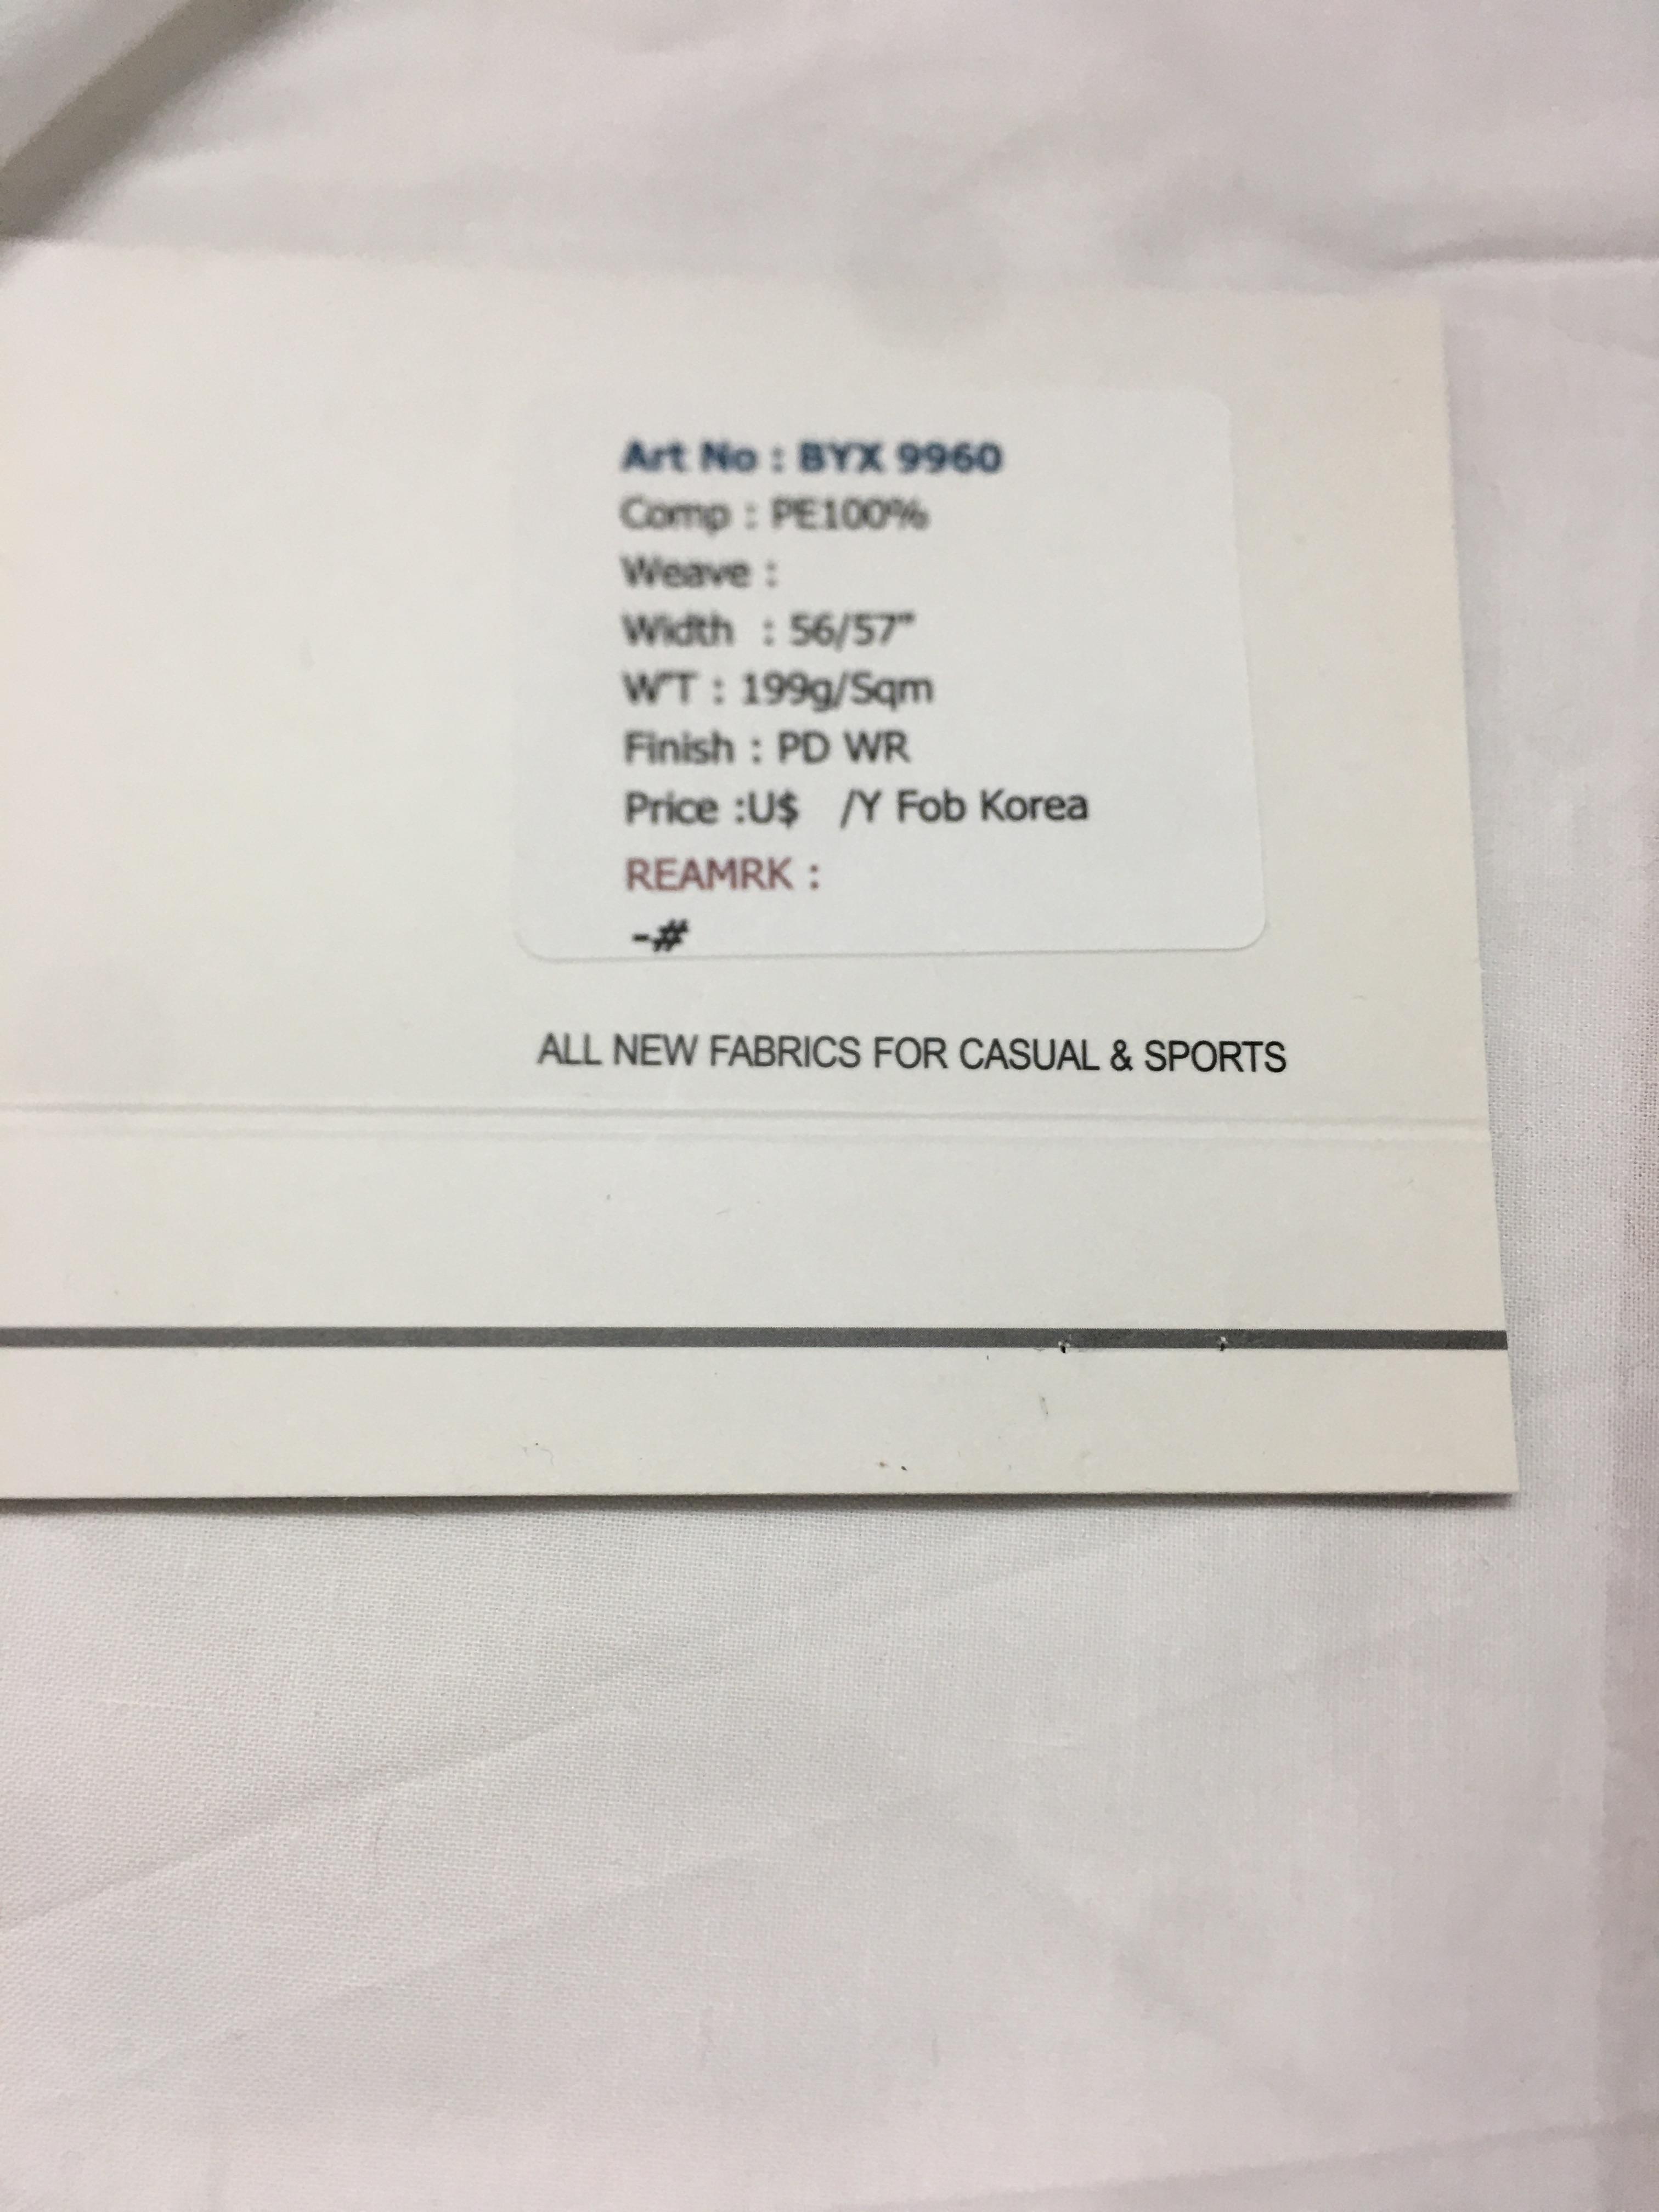 Art No : BYX 9960
Comp : PE100%
Weave :
Width : 56/57"
W'T : 199g/Sqm
Finish : PD WR
Price :U$ /Y Fob Korea
REAMRK :
-#
ALL NEW FABRICS FOR CASUAL & SPORTS